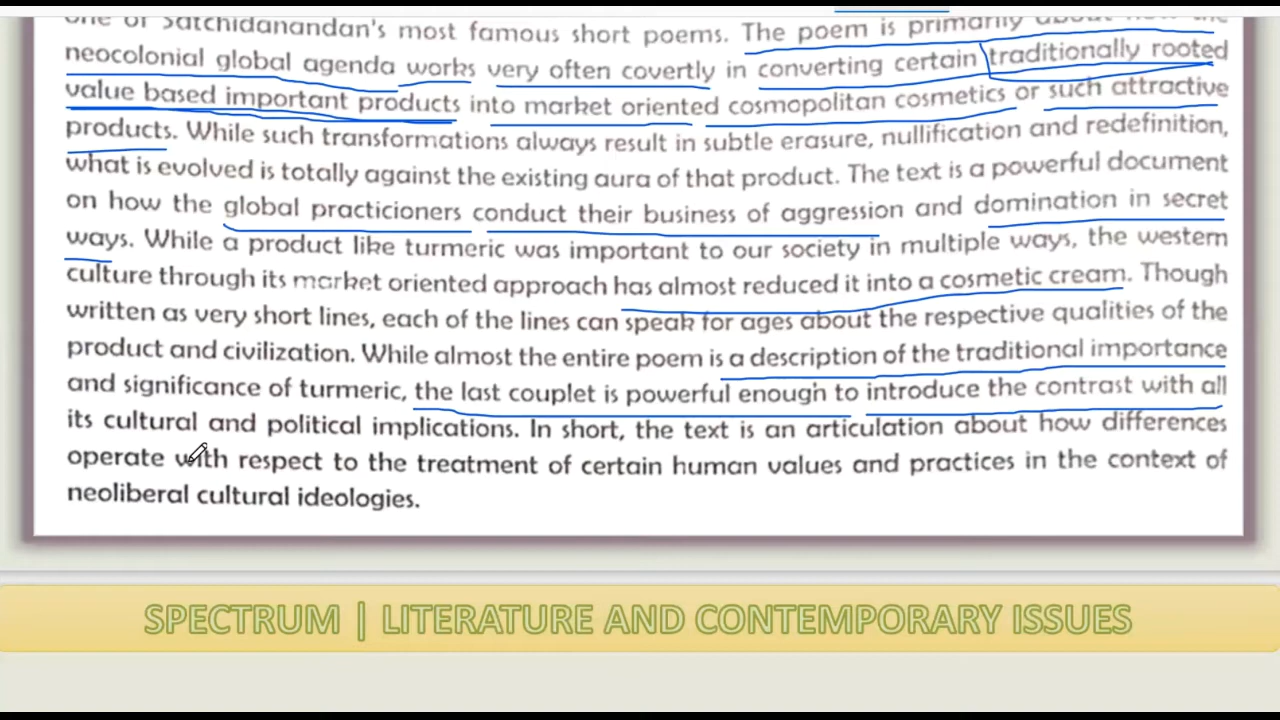 one of Satchidanandan's most famous short poems. The poem is primarily about how the
neocolonial global agenda works very often covertly in converting certain traditionally rooted
value based important products into market oriented cosmopolitan cosmetics or such attractive
products. While such transformations always result in subtle erasure, nullification and redefinition,
what is evolved is totally against the existing aura of that product. The text is a powerful document
on how the global practicioners conduct their business of aggression and domination in secret
ways. While a product like turmeric was important to our society in multiple ways, the western
culture through its market oriented approach has almost reduced it into a cosmetic cream. Though
written as very short lines, each of the lines can speak for ages about the respective qualities of the
product and civilization. While almost the entire poem is a description of the traditional importance
and significance of turmeric, the last couplet is powerful enough to introduce the contrast with all
its cultural and political implications. In short, the text is an articulation about how differences
operate with respect to the treatment of certain human values and practices in the context of
neoliberal cultural ideologies.
SPECTRUM | LITERATURE AND CONTEMPORARY ISSUES